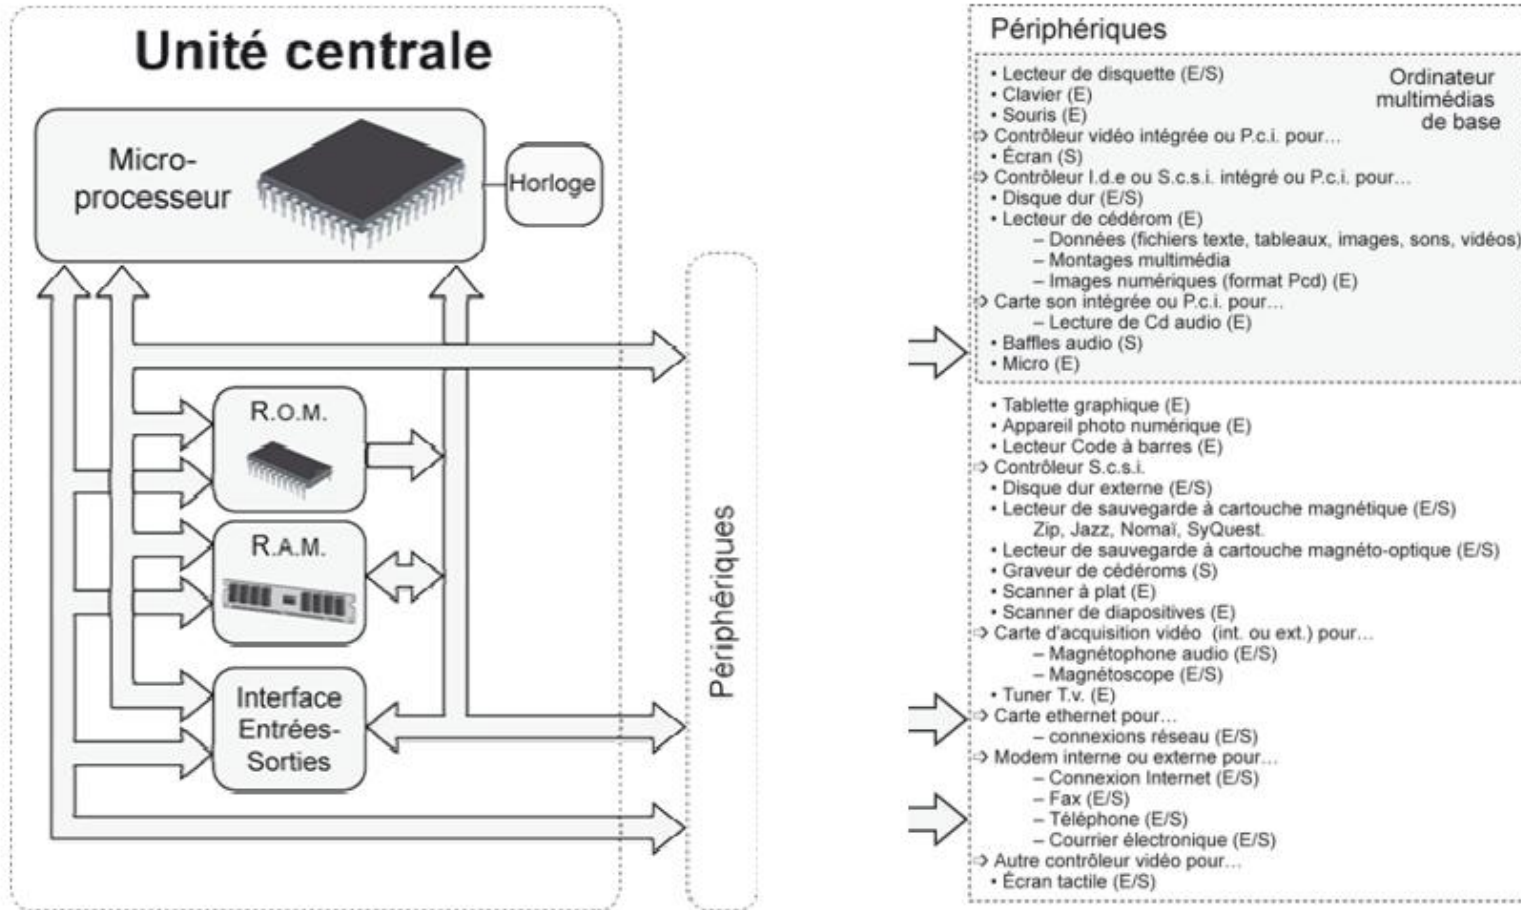 Unité centrale
Micro-
processeur
Horloge
R.O.M.
R.A.M.
Interface
Entrées-
Sorties
Périphériques
Périphériques
Ordinateur
multimédias
de base
• Lecteur de disquette (E/S)
• Clavier (E)
• Souris (E)
⇨ Contrôleur vidéo intégrée ou P.c.i. pour…
• Écran (S)
⇨ Contrôleur I.d.e ou S.c.s.i. intégré ou P.c.i. pour…
• Disque dur (E/S)
• Lecteur de cédérom (E)
– Données (fichiers texte, tableaux, images, sons, vidéos)
– Montages multimédia
– Images numériques (format Pcd) (E)
⇨ Carte son intégrée ou P.c.i. pour…
– Lecture de Cd audio (E)
• Baffles audio (S)
• Micro (E)
• Tablette graphique (E)
• Appareil photo numérique (E)
• Lecteur Code à barres (E)
⇨ Contrôleur S.c.s.i.
• Disque dur externe (E/S)
• Lecteur de sauvegarde à cartouche magnétique (E/S)
Zip, Jazz, Nomaï, SyQuest.
• Lecteur de sauvegarde à cartouche magnéto-optique (E/S)
• Graveur de cédéroms (S)
• Scanner à plat (E)
• Scanner de diapositives (E)
⇨ Carte d'acquisition vidéo (int. ou ext.) pour…
– Magnétophone audio (E/S)
– Magnétoscope (E/S)
• Tuner T.v. (E)
⇨ Carte ethernet pour…
– connexions réseau (E/S)
⇨ Modem interne ou externe pour…
– Connexion Internet (E/S)
– Fax (E/S)
– Téléphone (E/S)
– Courrier électronique (E/S)
⇨ Autre contrôleur vidéo pour…
• Écran tactile (E/S)